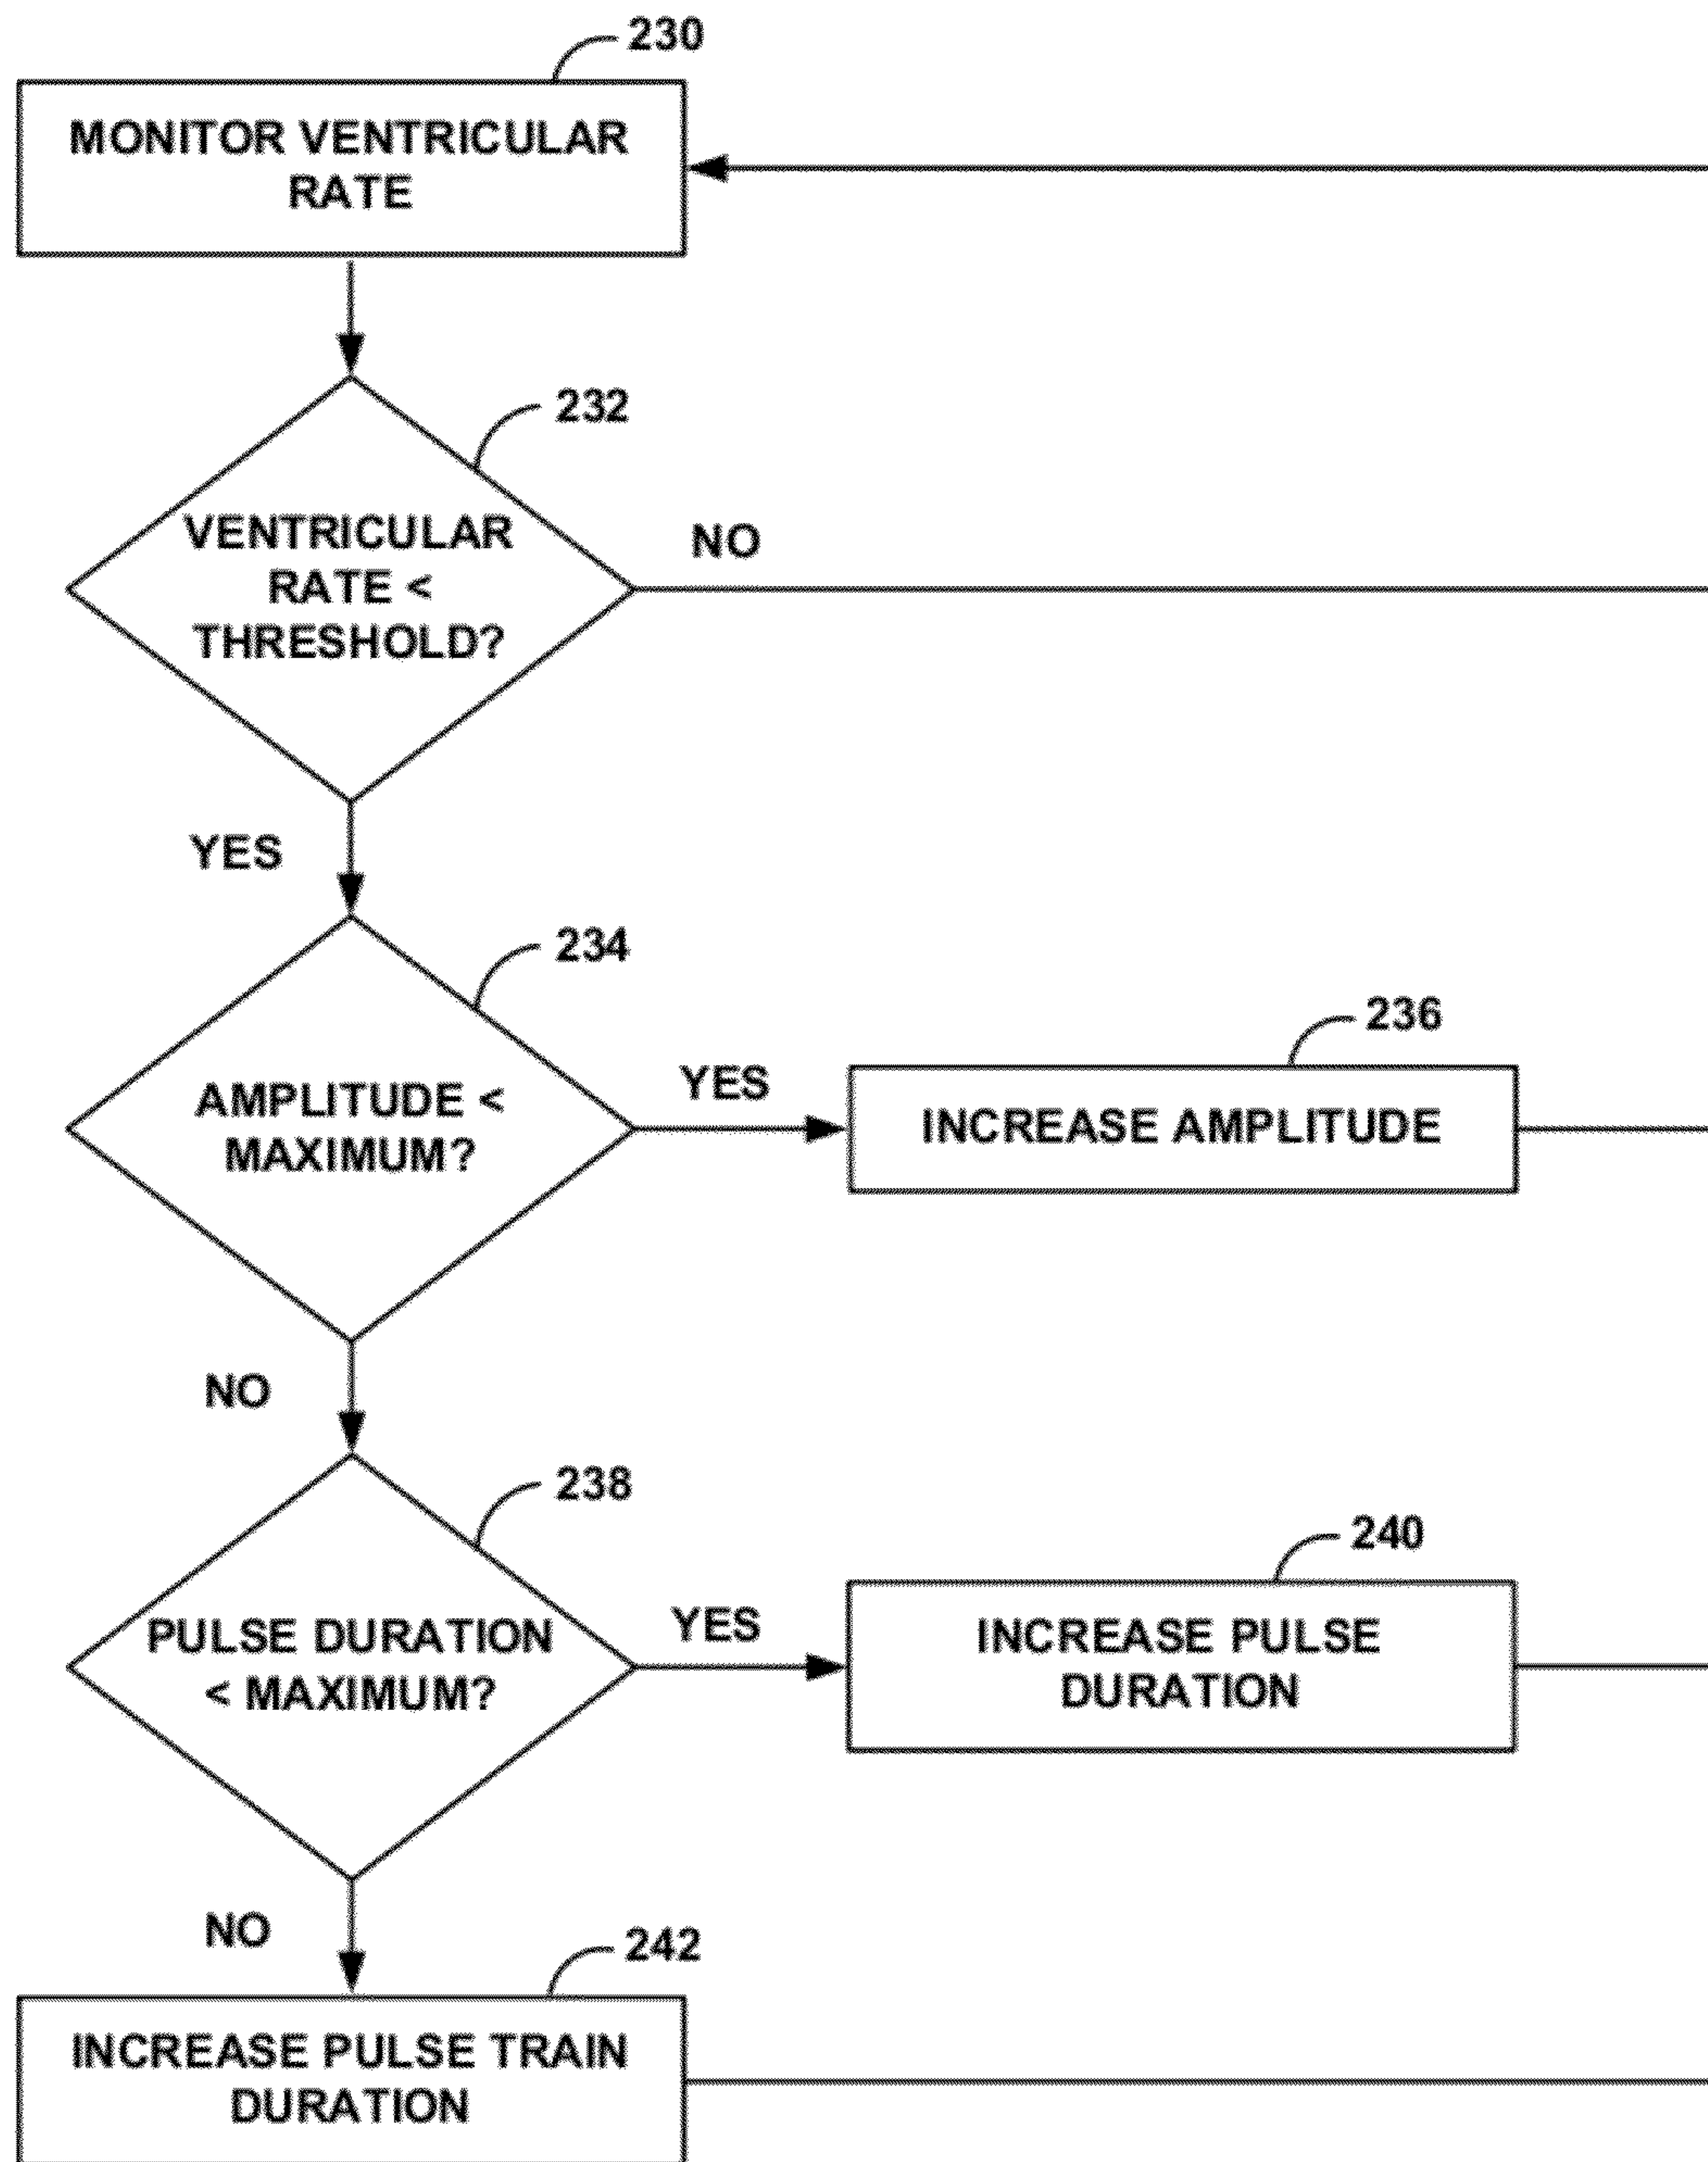 230
MONITOR VENTRICULAR
RATE
232
VENTRICULAR
RATE <
THRESHOLD?
NO
YES
234
AMPLITUDE <
MAXIMUM?
YES
236
INCREASE AMPLITUDE
NO
238
PULSE DURATION
< MAXIMUM?
YES
240
INCREASE PULSE
DURATION
NO
242
INCREASE PULSE TRAIN
DURATION